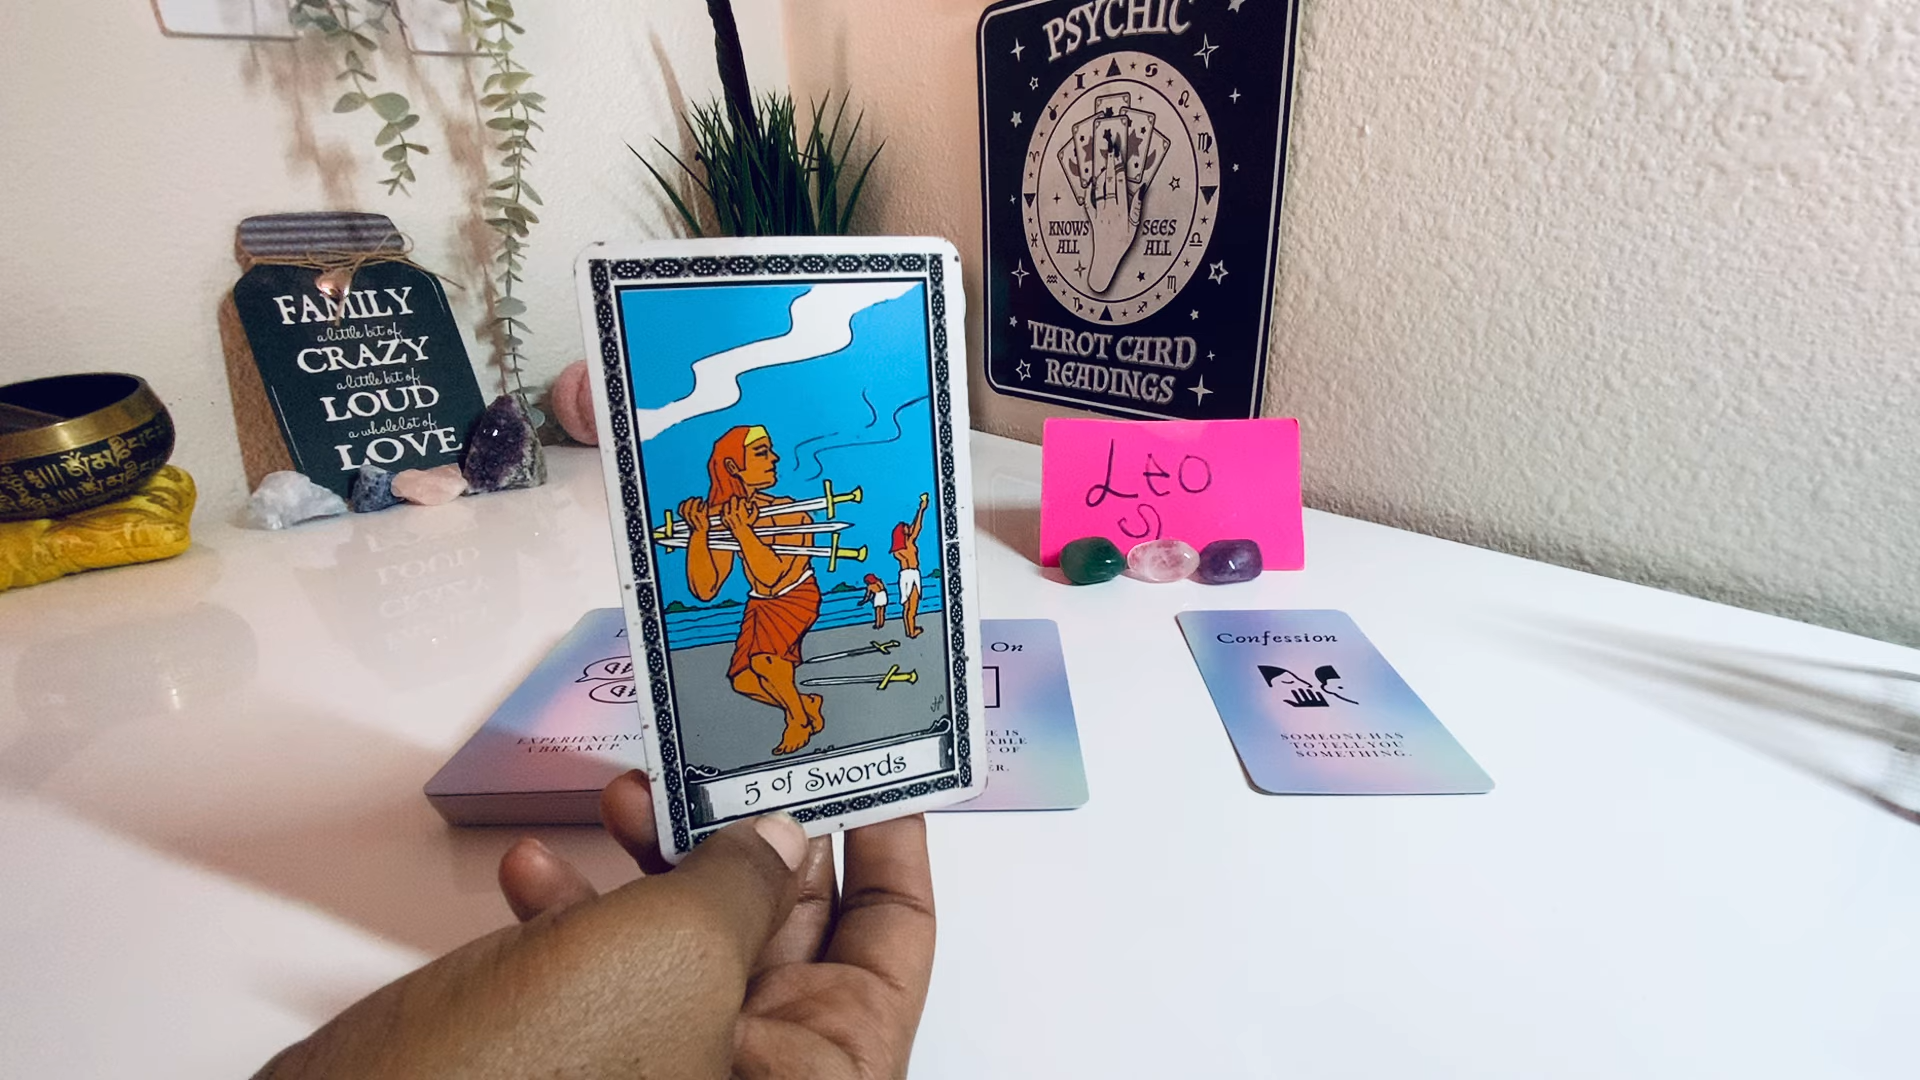 PSYCHIC
KNOWS
ALL
SEES
ALL
TAROT CARD
READINGS
FAMILY
a little bit of
CRAZY
a little bit of
LOUD
a whole lot of
LOVE
Leo
5 of Swords
EXPERIENCING
A BREAKUP.
On
Confession
SOMEONE HAS
TO TELL YOU
SOMETHING.